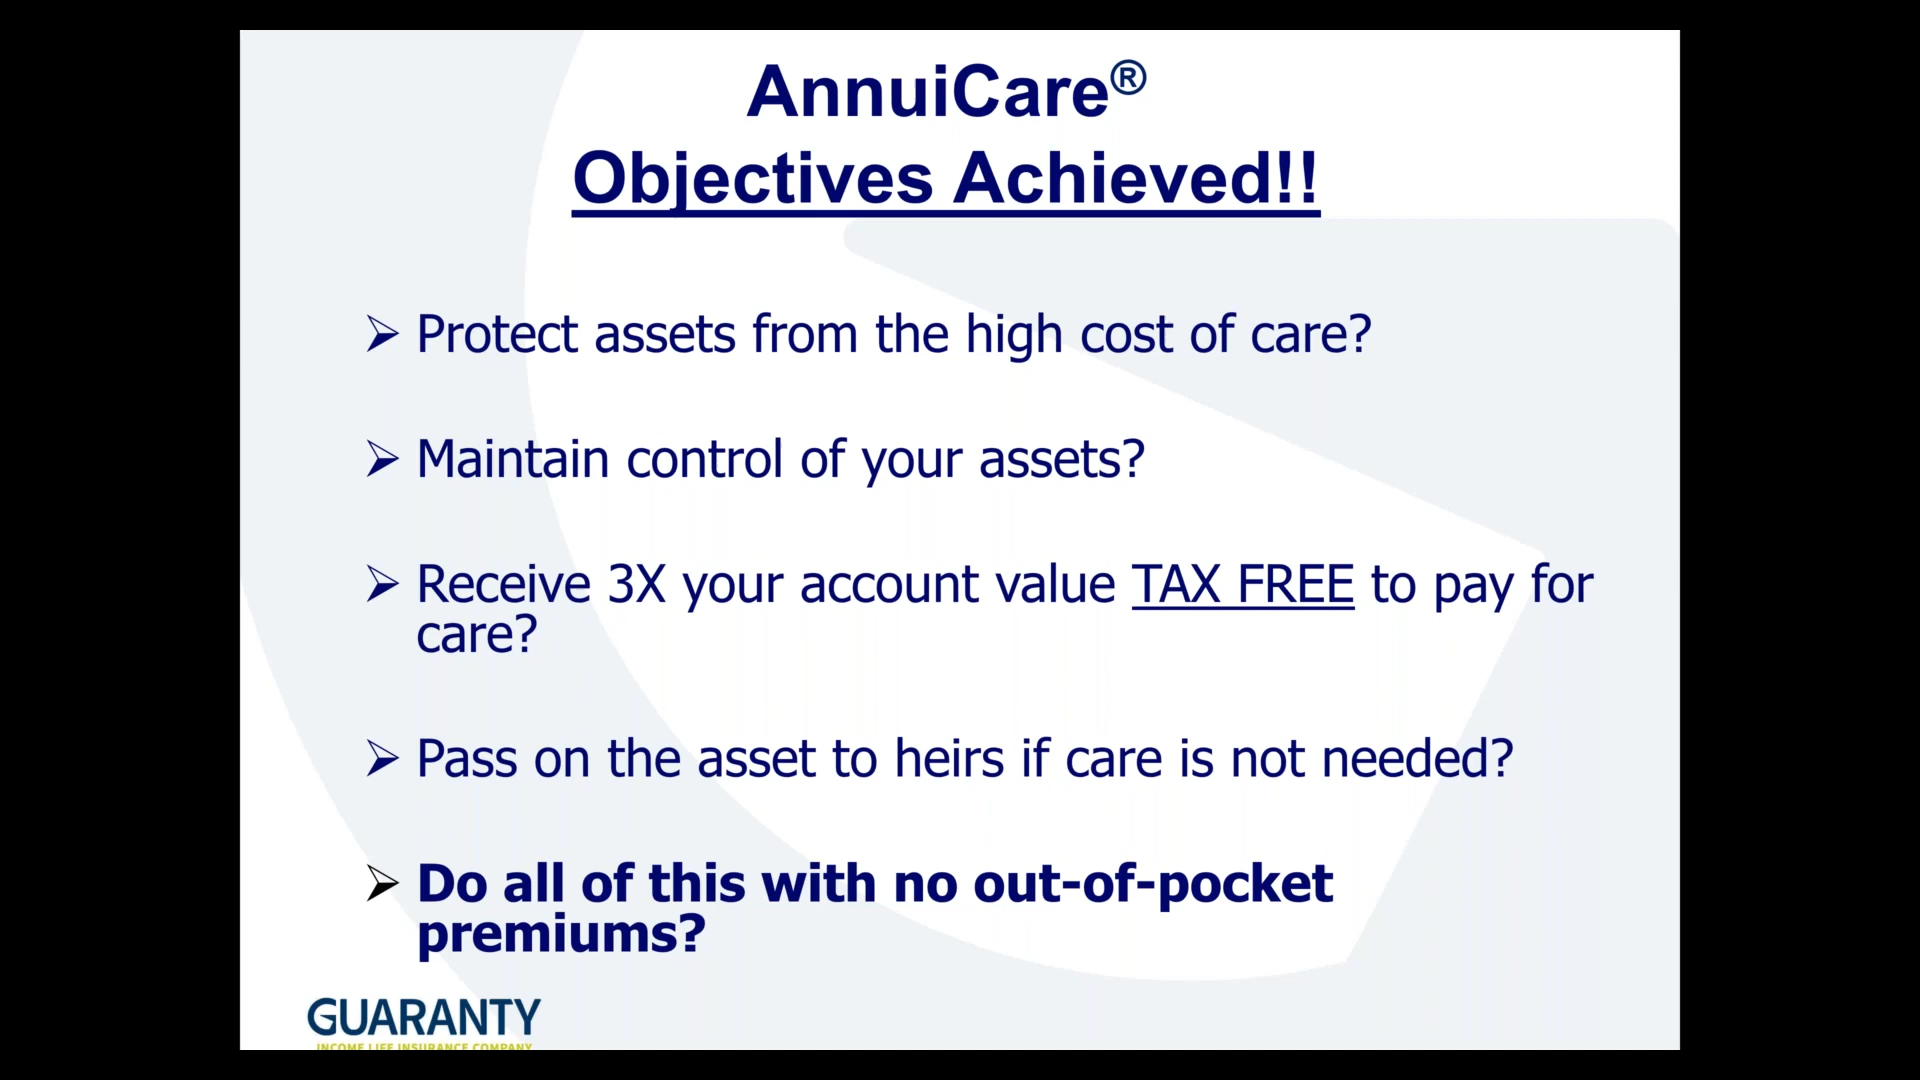 AnnuiCare®
Objectives Achieved!!
Protect assets from the high cost of care?
Maintain control of your assets?
Receive 3X your account value TAX FREE to pay for
care?
Pass on the asset to heirs if care is not needed?
Do all of this with no out-of-pocket
premiums?
GUARANTY
INCOME LIFE INSURANCE COMPANY